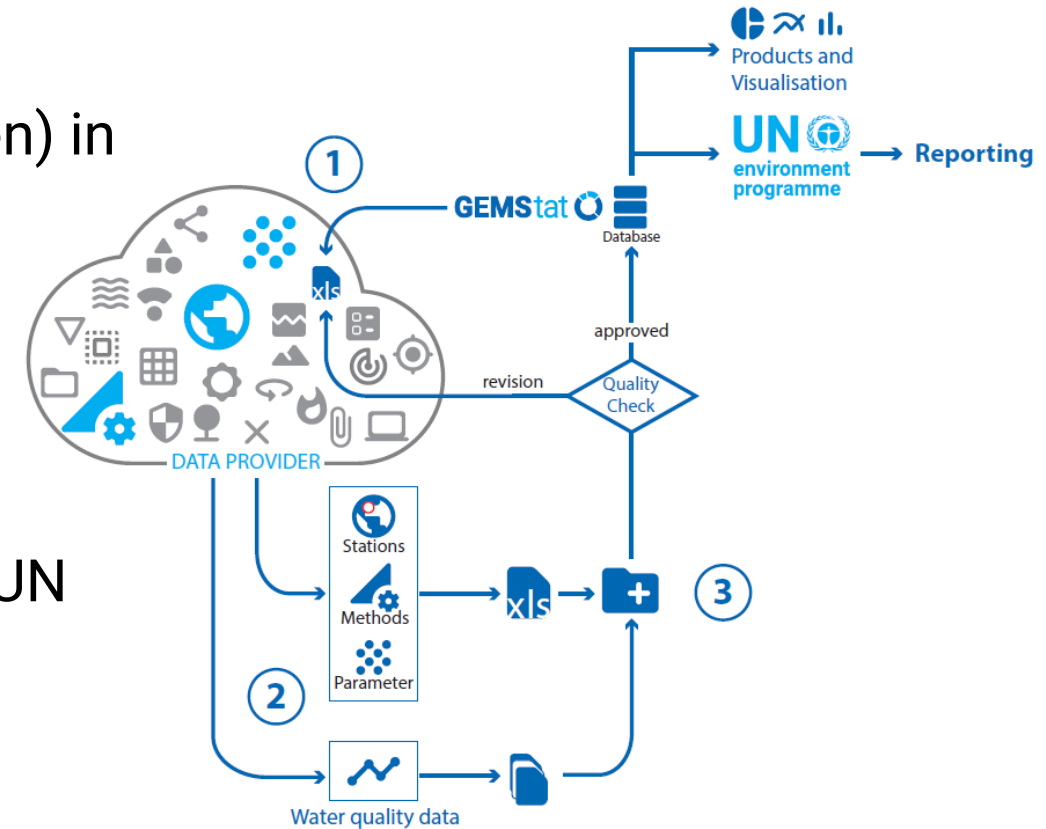 Products and
Visualisation
n) in
1
UN
environment
programme
Reporting
GEMStat
Database
xls
approved
revision
Quality
Check
DATA PROVIDER
Stations
UN
xls
3
Methods
2
Parameter
Water quality data